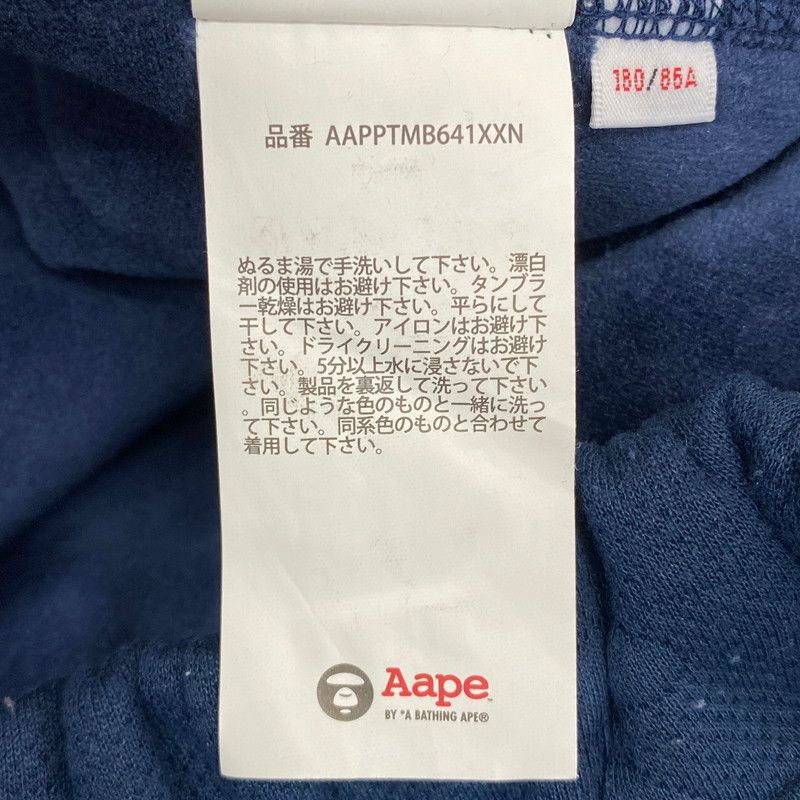 180/86A
品番 AAPPTMB641XXN
ぬるま湯で手洗いして下さい。漂白
剤の使用はお避け下さい。タンブラ
ー乾燥はお避け下さい。平らにして
干して下さい。アイロンはお避け下
さい。ドライクリーニングはお避け
下さい。5分以上水に浸さないで下
さい。製品を裏返して洗って下さい
。同じような色のものと一緒に洗っ
て下さい。同系色のものと合わせて
着用して下さい。
Aape
BY *A BATHING APE®